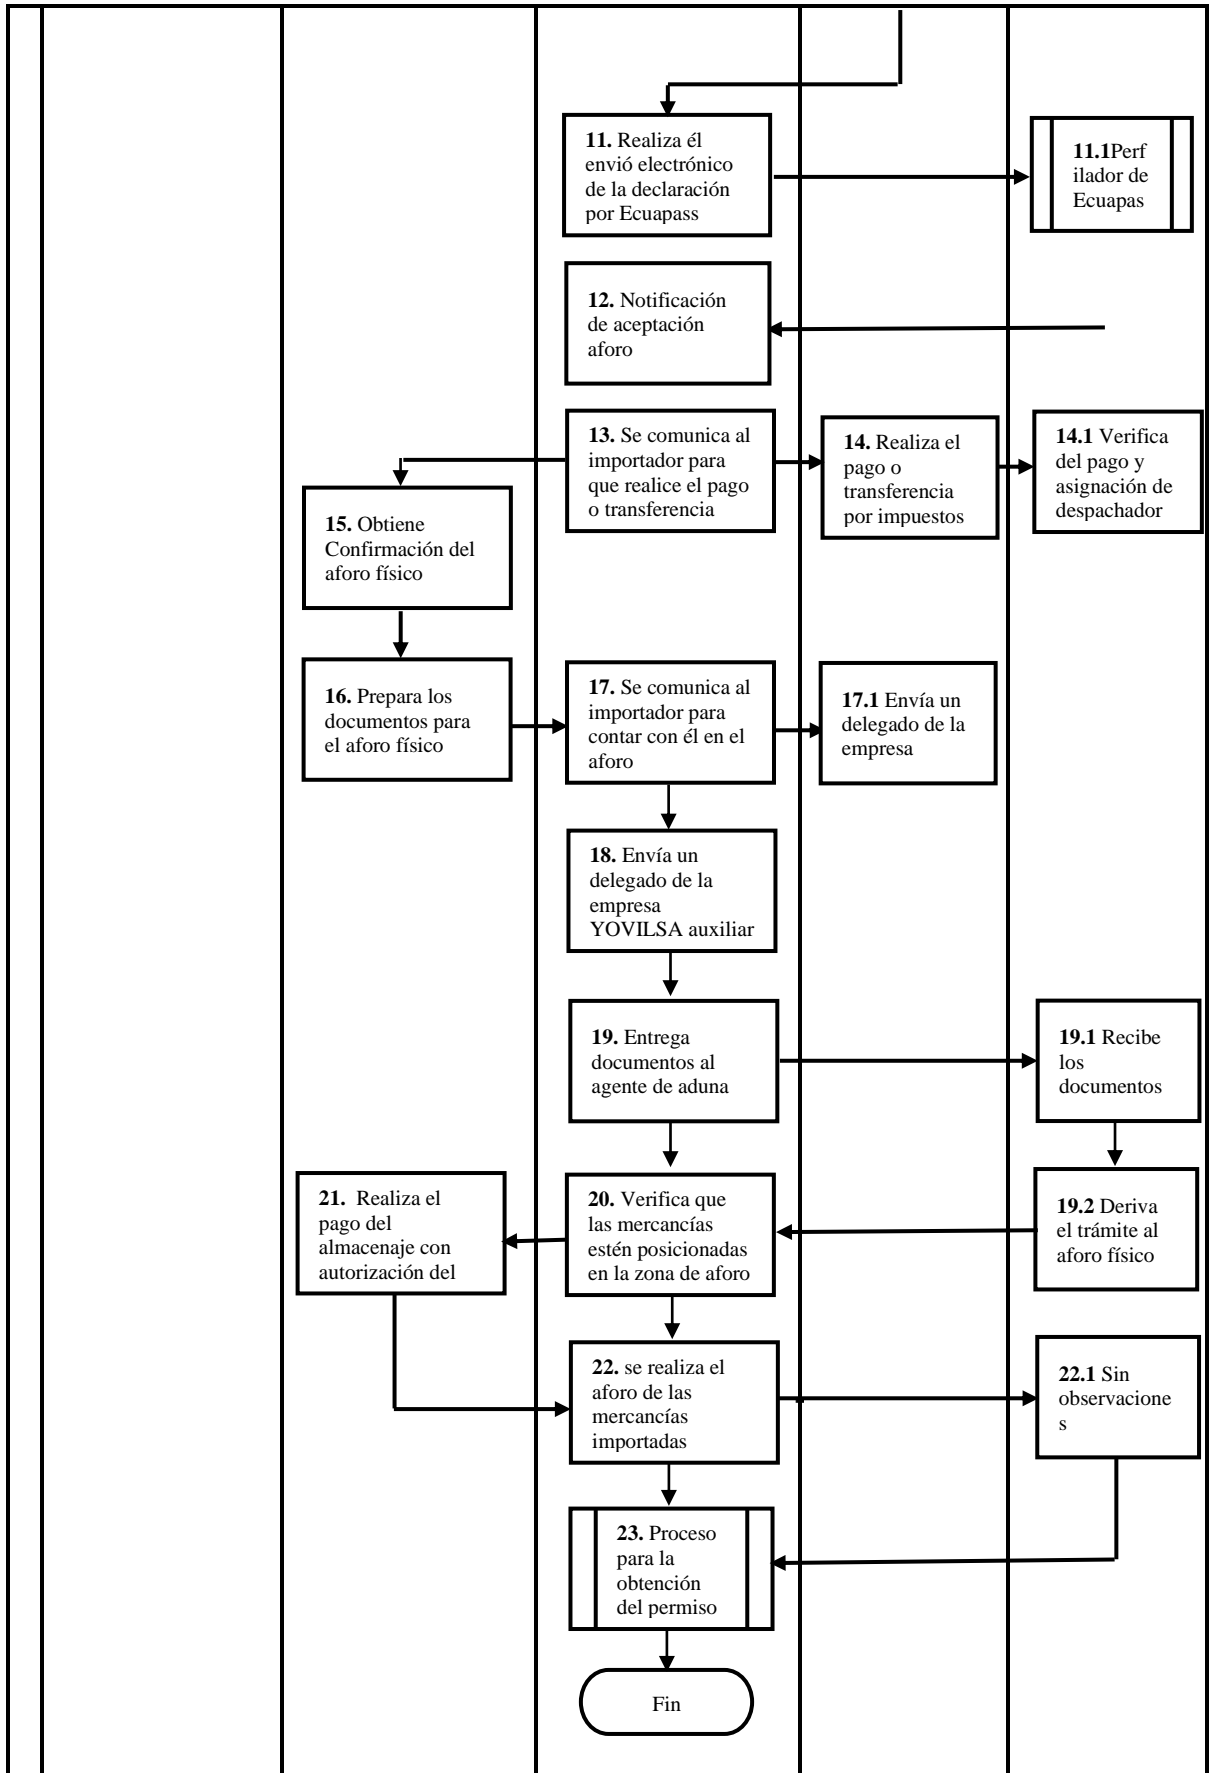 11. Realiza él
envió electrónico
de la declaración
por Ecuapass
11.1Perf
ilador de
Ecuapas
12. Notificación
de aceptación
aforo
13. Se comunica al
importador para
que realice el pago
o transferencia
14. Realiza el
pago o
transferencia
por impuestos
14.1 Verifica
del pago y
asignación de
despachador
15. Obtiene
Confirmación del
aforo físico
16. Prepara los
documentos para
el aforo físico
17. Se comunica al
importador para
contar con él en el
aforo
17.1 Envía un
delegado de la
empresa
18. Envía un
delegado de la
empresa
YOVILSA auxiliar
19. Entrega
documentos al
agente de aduna
19.1 Recibe
los
documentos
21. Realiza el
pago del
almacenaje con
autorización del
20. Verifica que
las mercancías
estén posicionadas
en la zona de aforo
19.2 Deriva
el trámite al
aforo físico
22. se realiza el
aforo de las
mercancías
importadas
22.1 Sin
observacione
s
23. Proceso
para la
obtención
del permiso
Fin